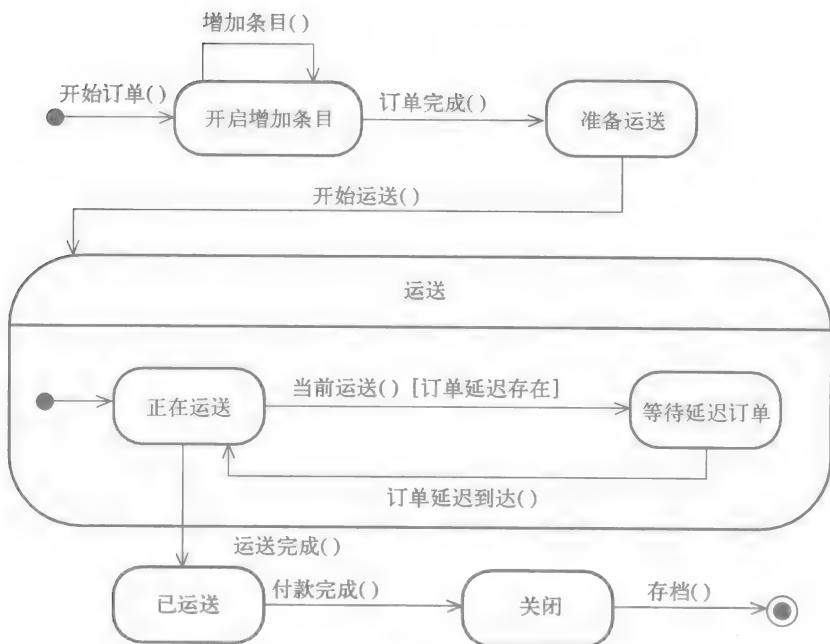 增加条目()
开始订单()
开启增加条目
订单完成()
准备运送
开始运送()
运送
正在运送
当前运送() [订单延迟存在]
等待延迟订单
订单延迟到达()
运送完成()
已运送
付款完成()
关闭
存档()